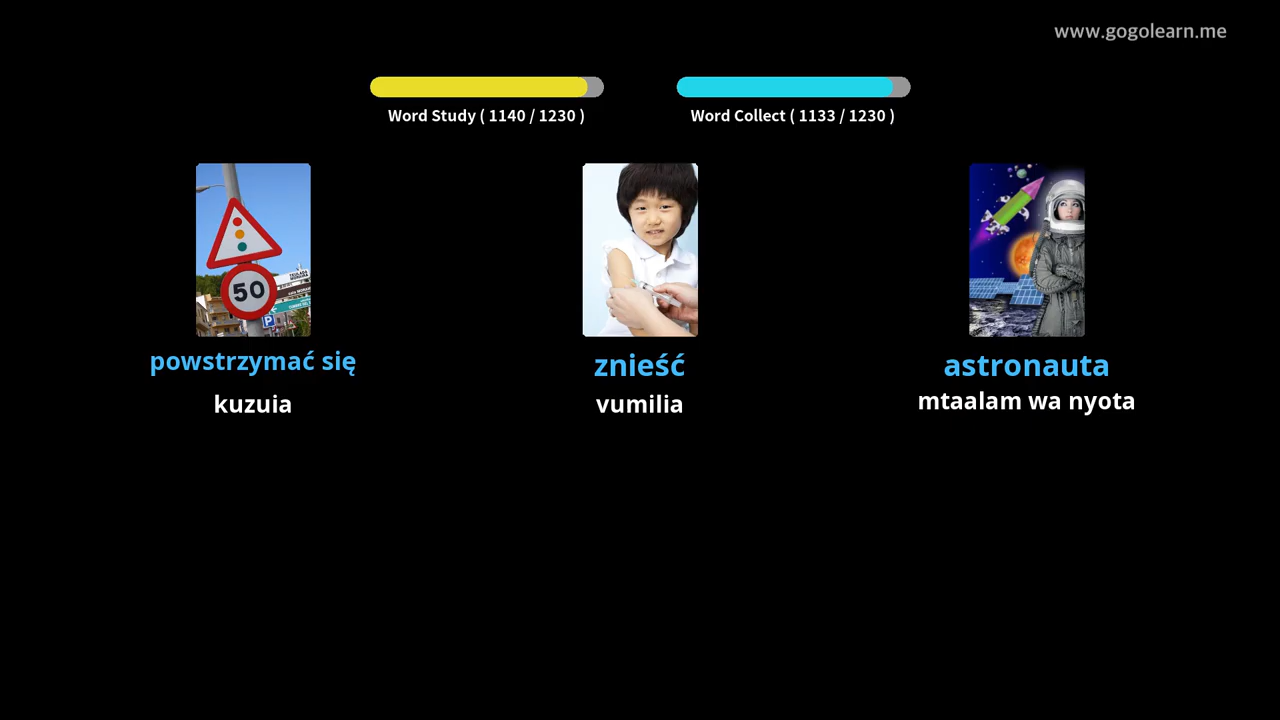 www.gogolearn.me
Word Study ( 1140 / 1230 )
Word Collect ( 1133 / 1230 )
50
P
powstrzymać się
znieść
astronauta
kuzuia
vumilia
mtaalam wa nyota